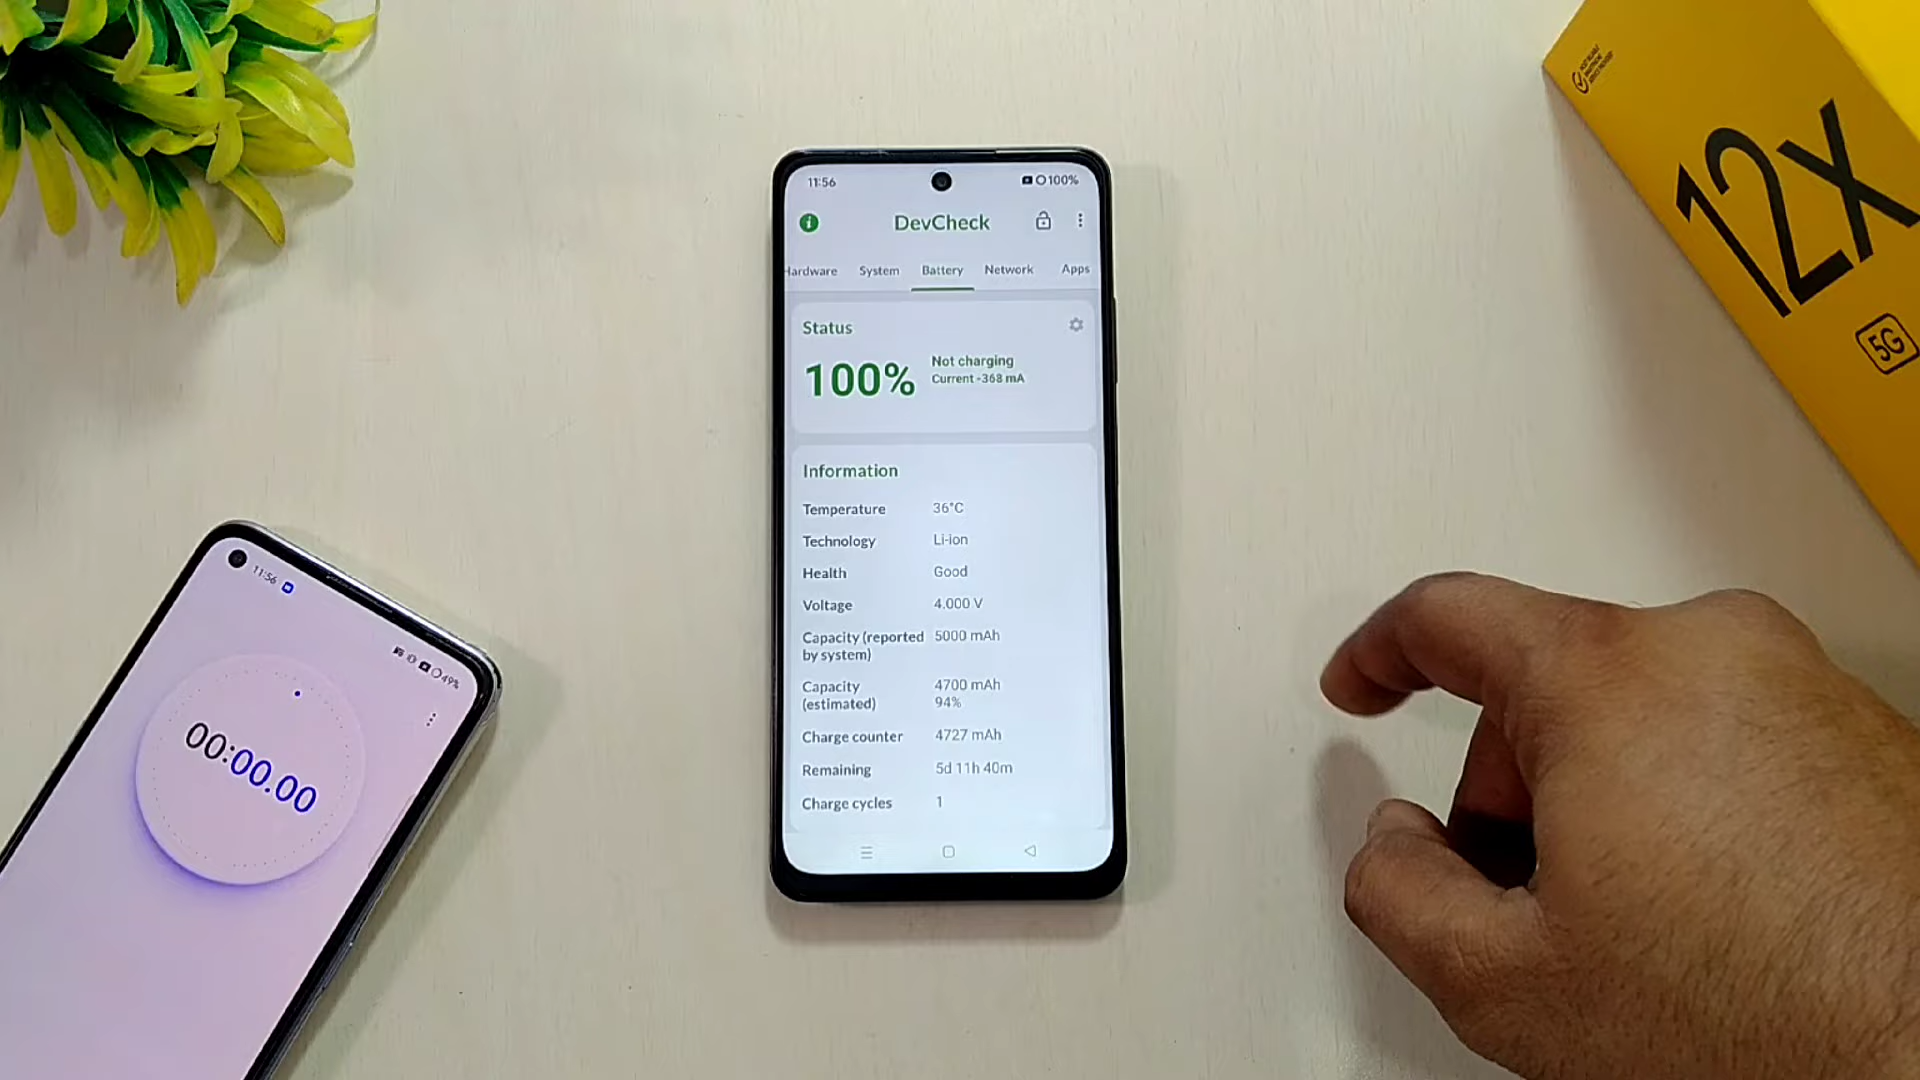 11:56
100%
DevCheck
Hardware System Battery Network Apps
Status
100%
Not charging
Current -368 mA
Information
Temperature 36°C
Technology Li-ion
Health Good
Voltage 4.000 V
Capacity (reported by system) 5000 mAh
Capacity (estimated) 4700 mAh
94%
Charge counter 4727 mAh
Remaining 5d 11h 40m
Charge cycles 1
11:56
49%
00:00.00
12x
5G